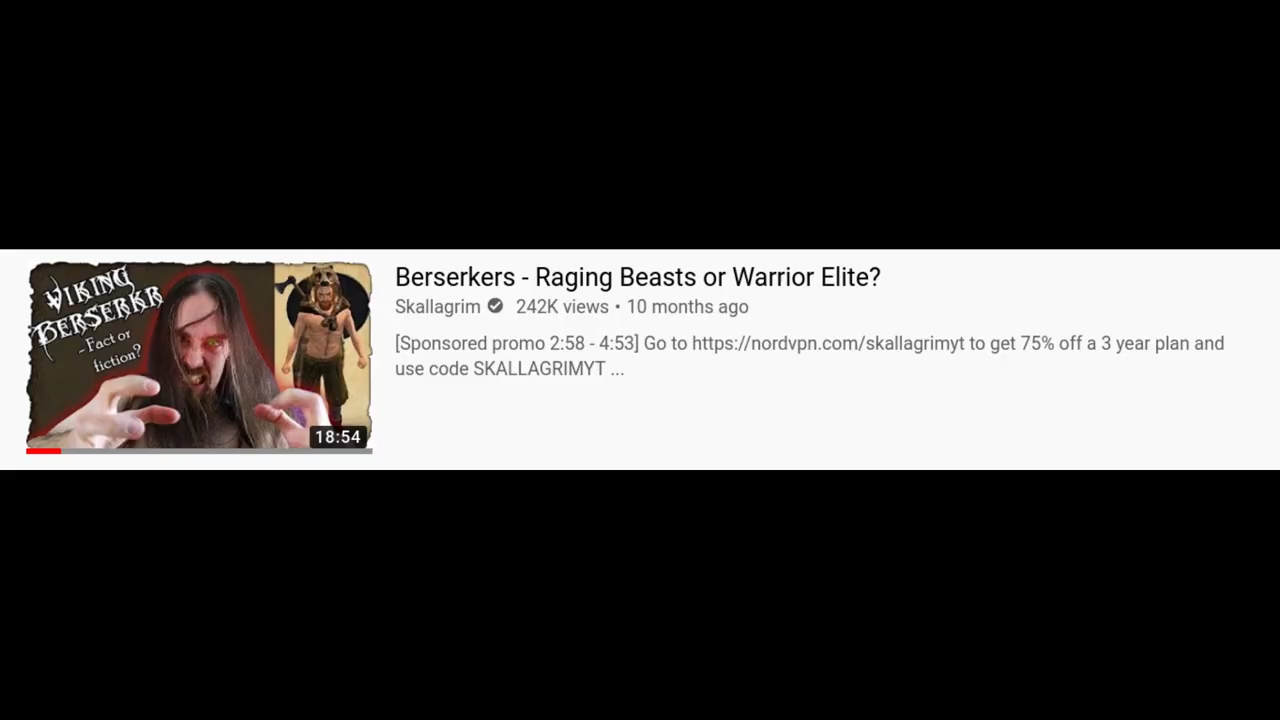 VIKING
BERSERKR
- Fact or
fiction?
18:54
Berserkers - Raging Beasts or Warrior Elite?
Skallagrim 242K views • 10 months ago
[Sponsored promo 2:58 - 4:53] Go to https://nordvpn.com/skallagrimyt to get 75% off a 3 year plan and
use code SKALLAGRIMYT ...